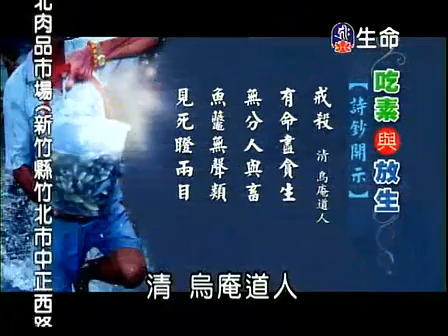 生命
吃素與放生
【詩鈔開示】
戒殺 清 烏庵道人
有命盡貪生
無分人與畜
魚鼈無聲類
見死瞪兩目
北肉品市場(新竹縣竹北市中正西路
清 烏庵道人